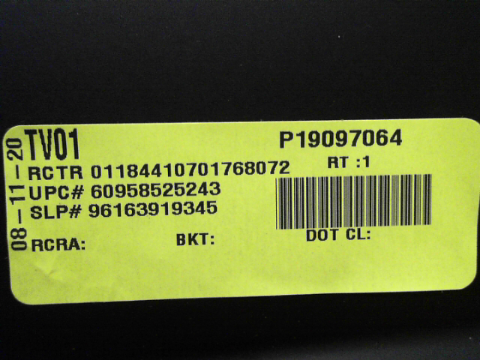 TV01
P19097064
RCTR 01184410701768072
RT :1
UPC# 60958525243
SLP# 96163919345
RCRA:
BKT:
DOT CL:
08-11-20